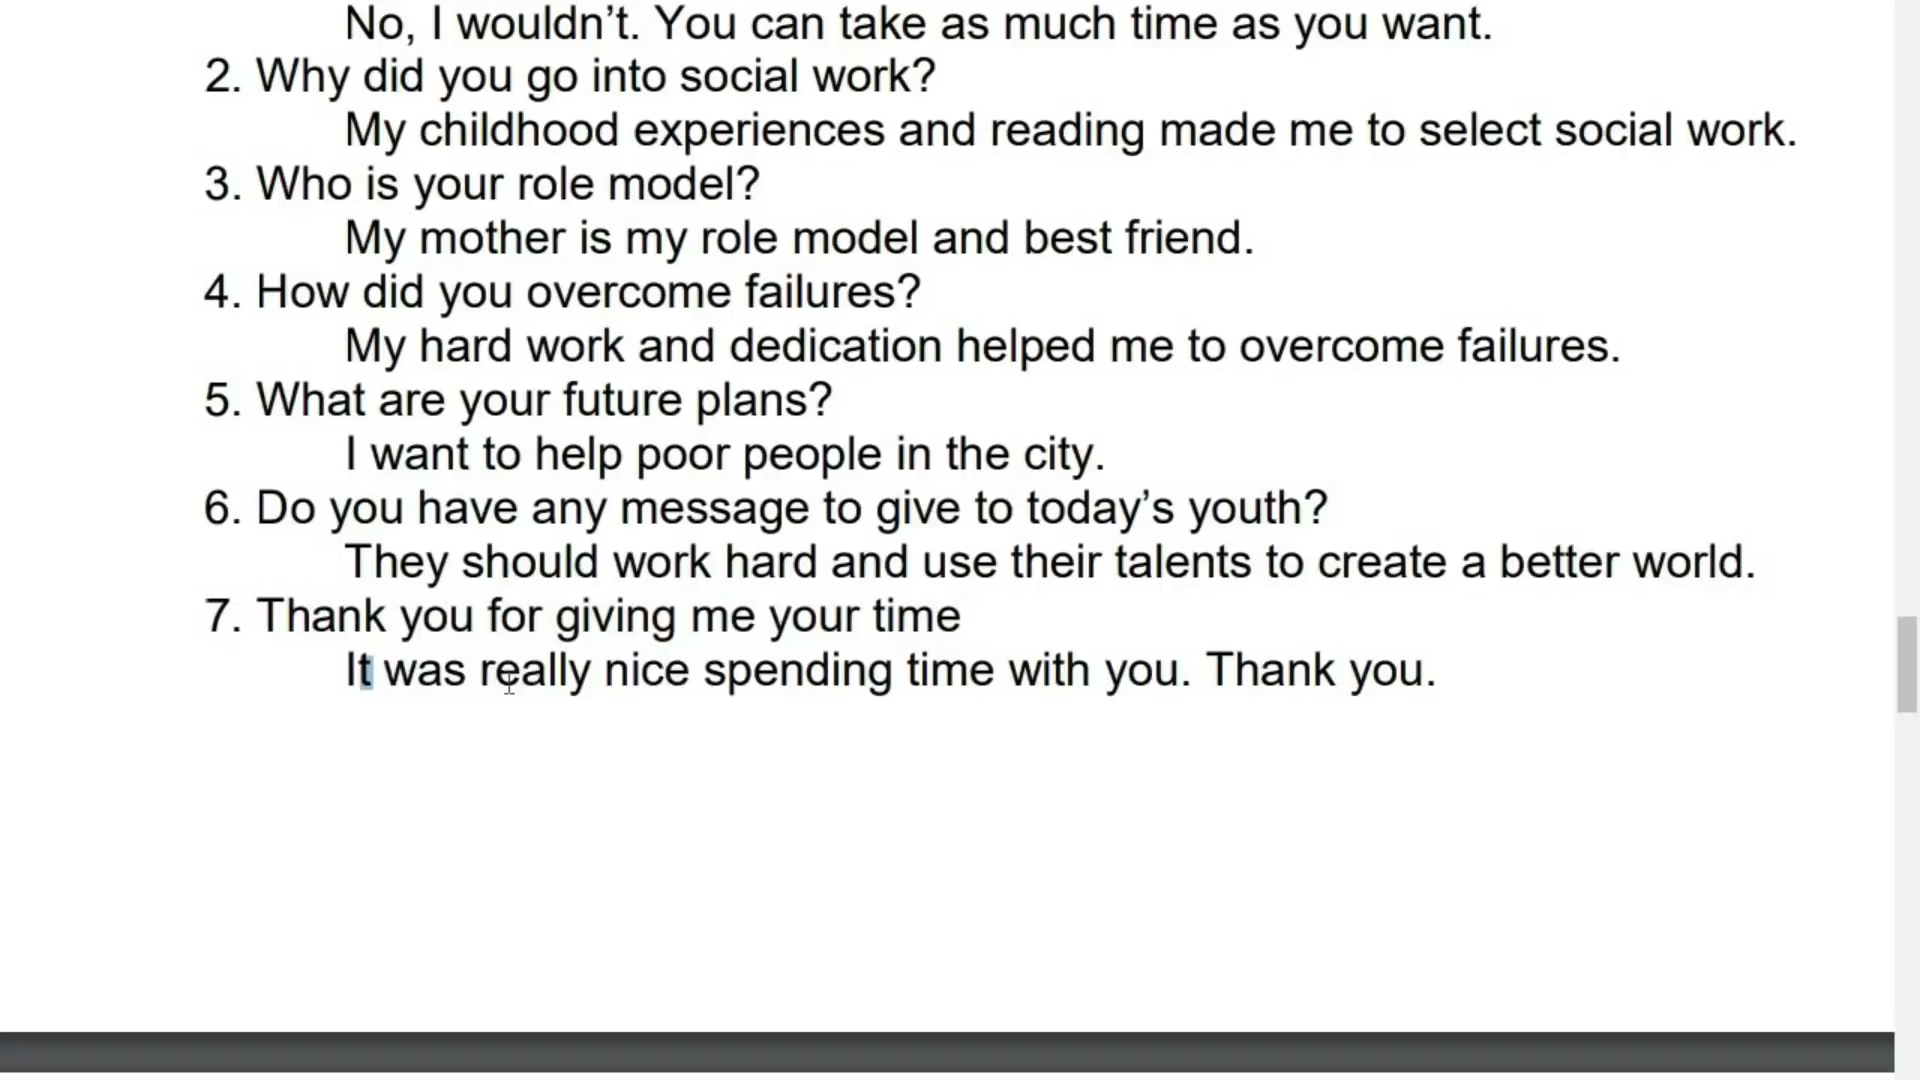 No, I wouldn’t. You can take as much time as you want.
2. Why did you go into social work?
My childhood experiences and reading made me to select social work.
3. Who is your role model?
My mother is my role model and best friend.
4. How did you overcome failures?
My hard work and dedication helped me to overcome failures.
5. What are your future plans?
I want to help poor people in the city.
6. Do you have any message to give to today’s youth?
They should work hard and use their talents to create a better world.
7. Thank you for giving me your time
It was really nice spending time with you. Thank you.